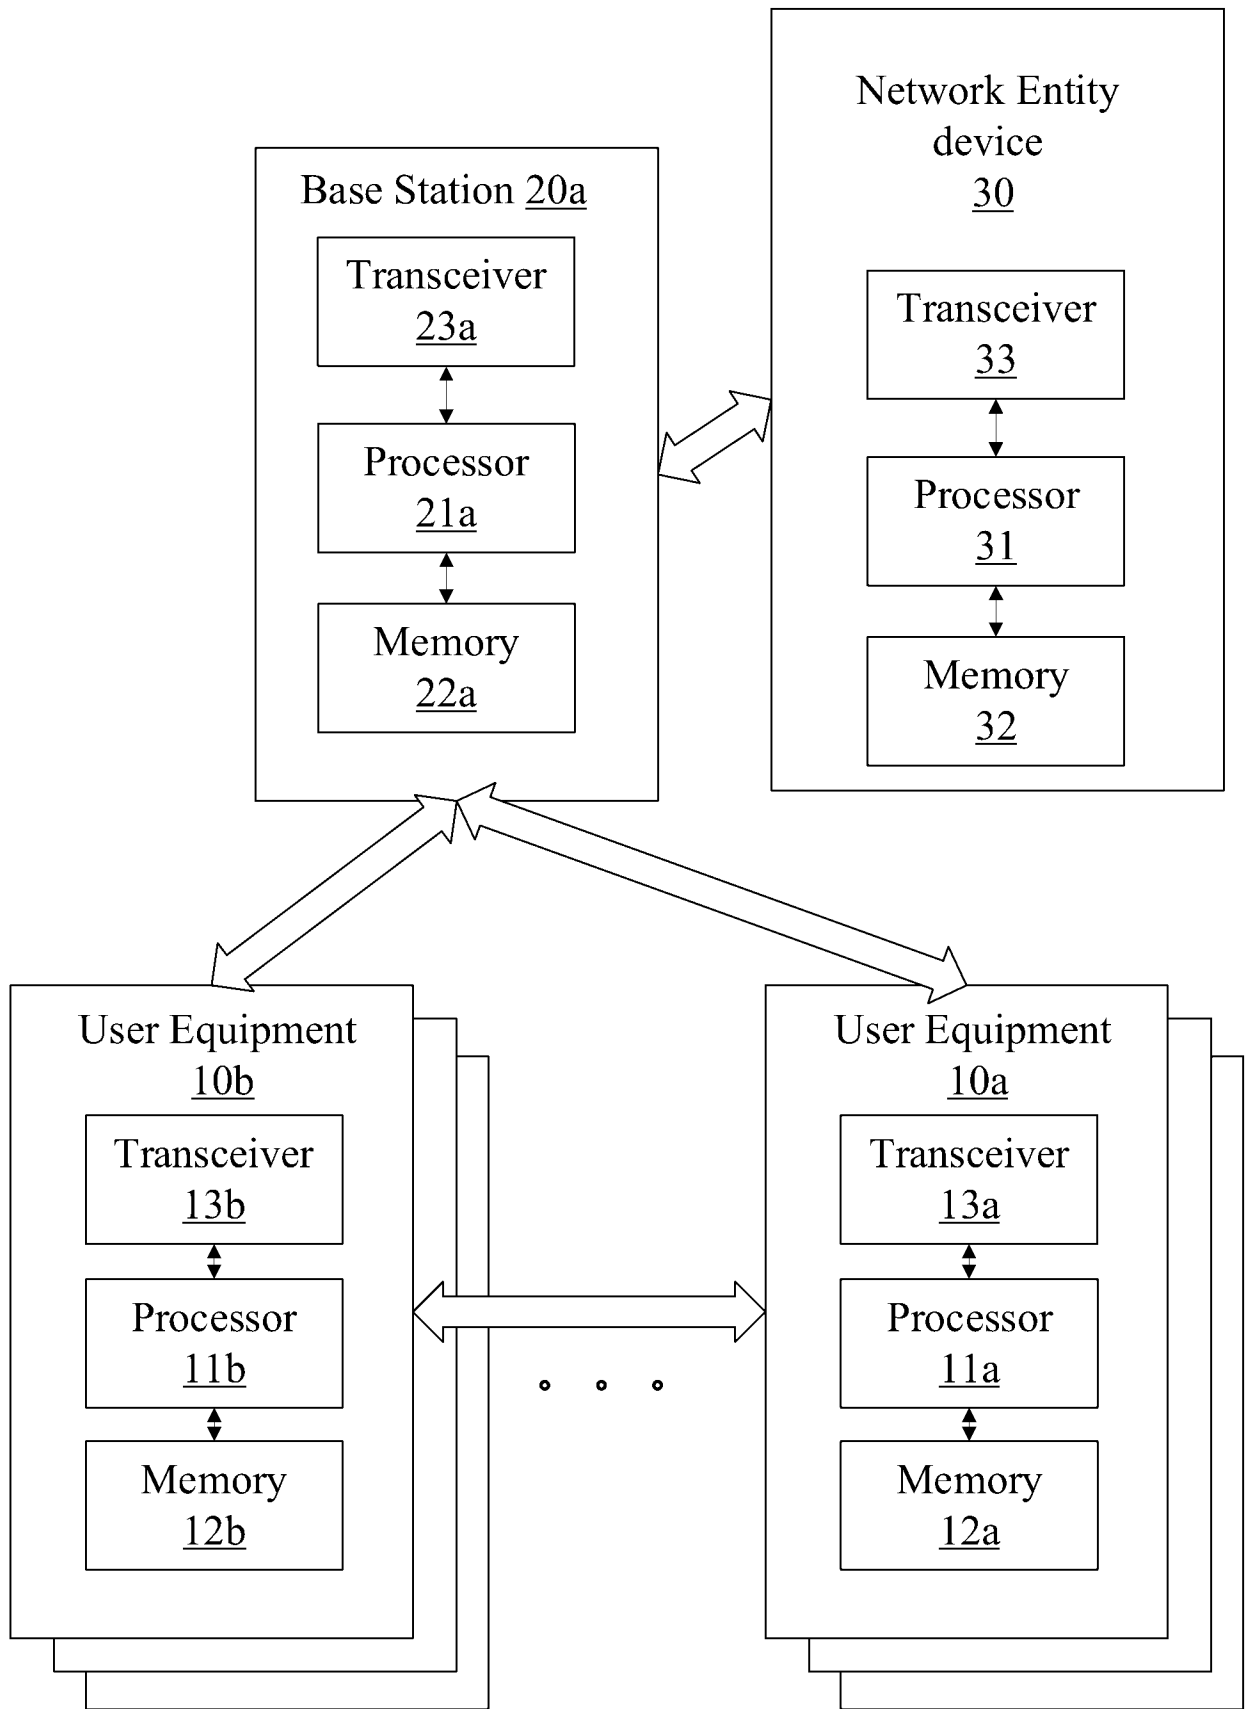 Network Entity
device
30
Transceiver
33
Processor
31
Memory
32
Base Station 20a
Transceiver
23a
Processor
21a
Memory
22a
User Equipment
10b
Transceiver
13b
Processor
11b
Memory
12b
User Equipment
10a
Transceiver
13a
Processor
11a
Memory
12a